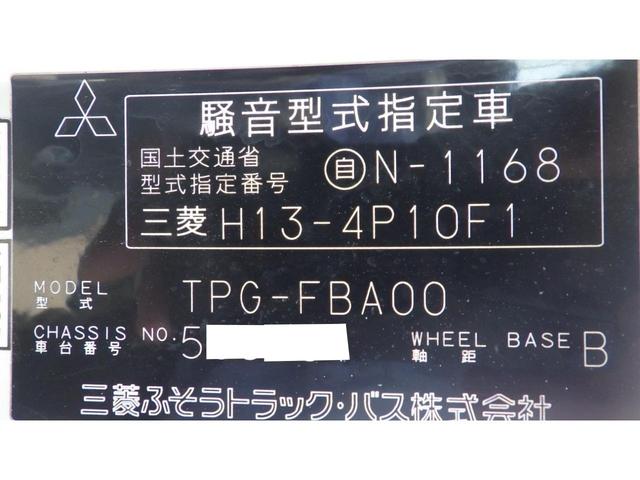 騒音型式指定車
国土交通省
型式指定番号 自N-1168
三菱 H13-4P10F1
MODEL
型式 TPG-FBA00
CHASSIS NO.
車台番号 5
WHEEL BASE
軸距 B
三菱ふそうトラック・バス株式会社